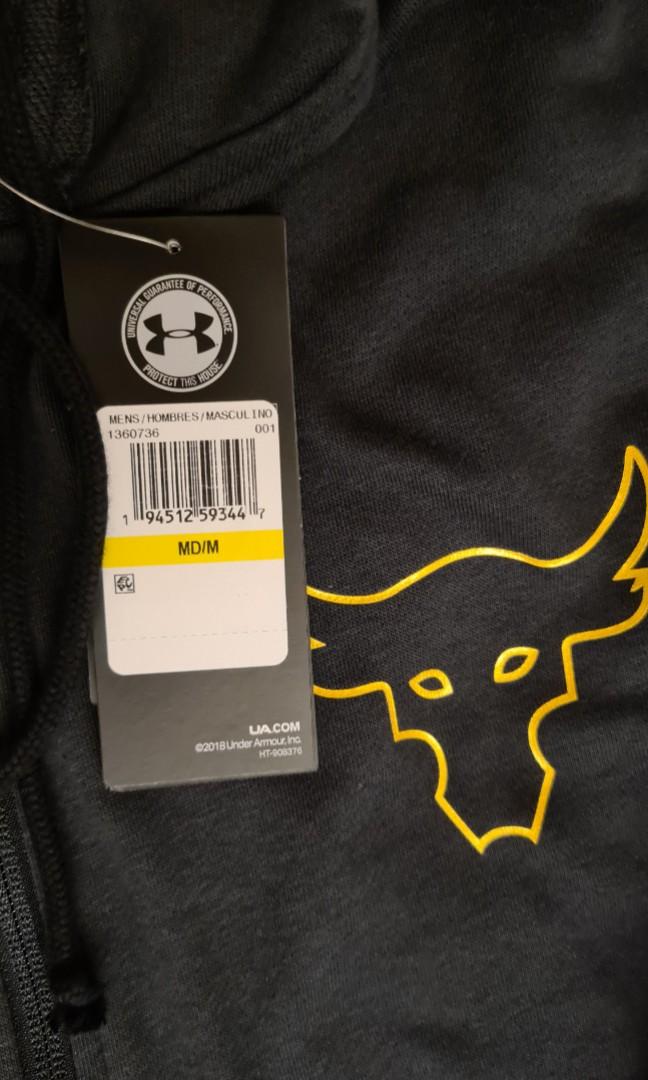 UNIVERSAL GUARANTEE OF PERFORMANCE
PROTECT THIS HOUSE
MENS/HOMBRES/MASCULINO
1360736 001
1 94512 59344 7
MD/M
UA.COM
©2018 Under Armour, Inc.
HT-908376